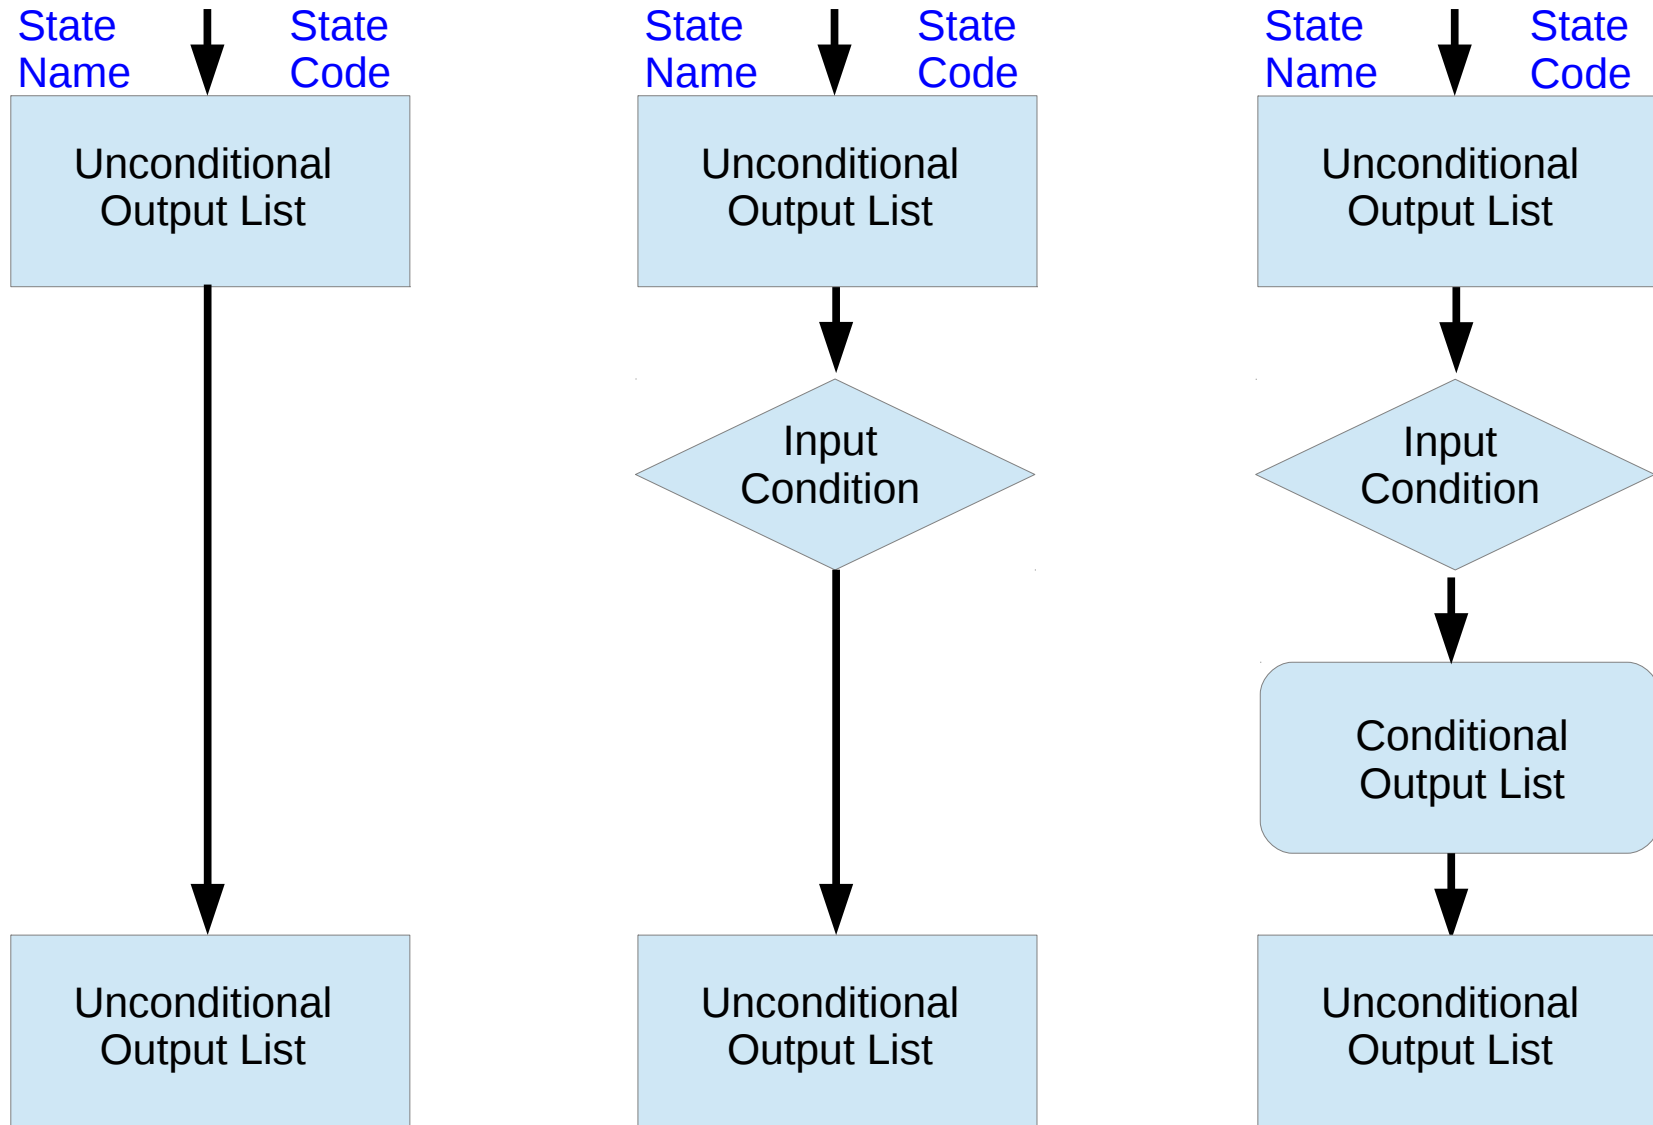 State
Name
State
Code
Unconditional
Output List
Unconditional
Output List
State
Name
State
Code
Unconditional
Output List
Input
Condition
Unconditional
Output List
State
Name
State
Code
Unconditional
Output List
Input
Condition
Conditional
Output List
Unconditional
Output List